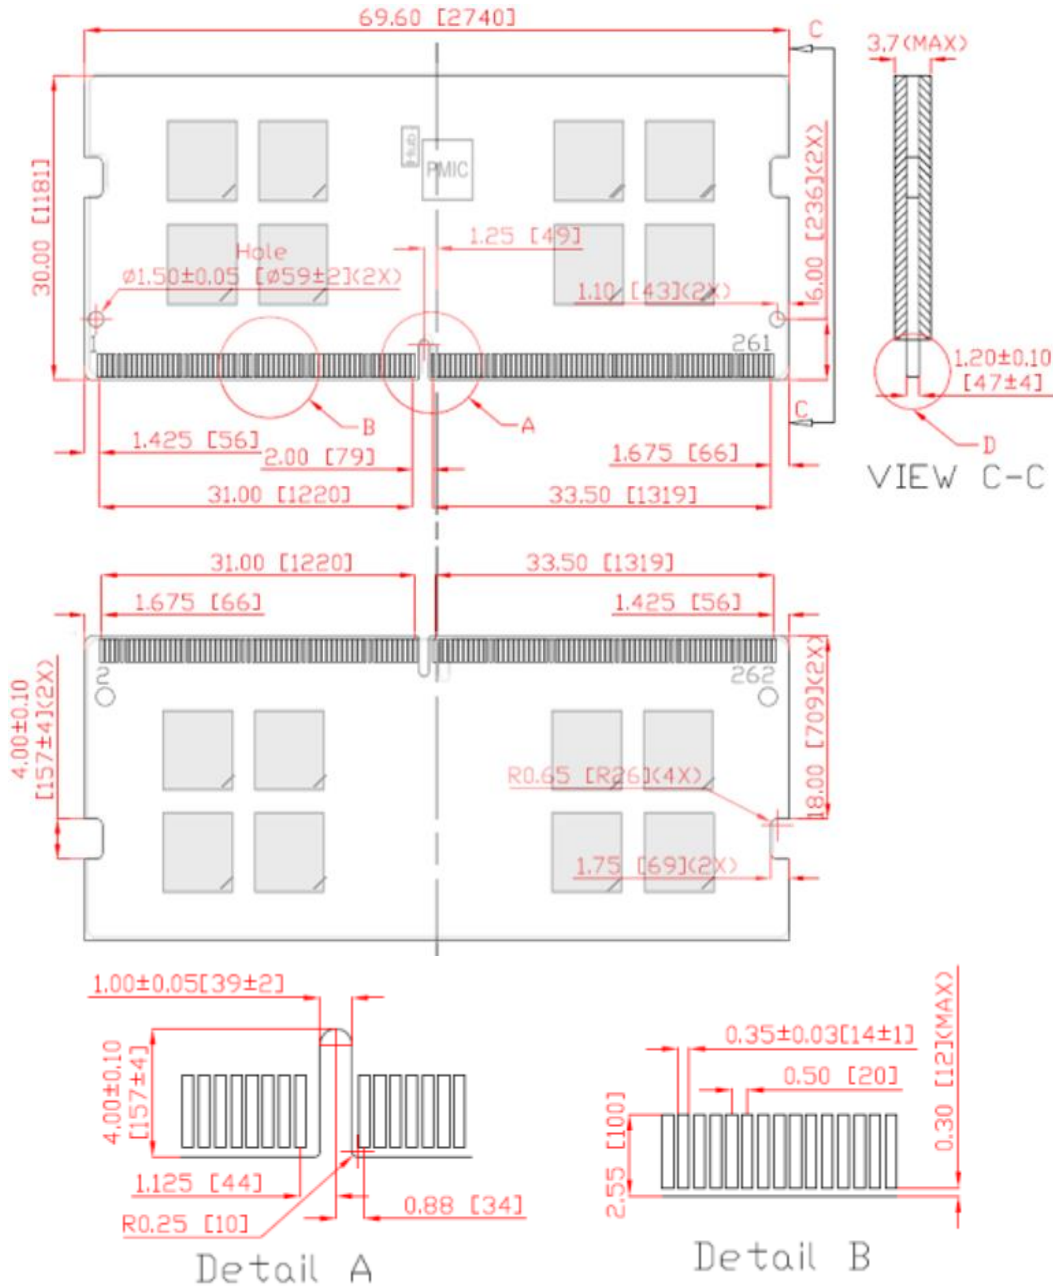 69.60 [2740]
C
3.7(MAX)
30.00 [1181]
Hub
PMIC
6.00 [236](2X)
1.25 [49]
Hole
ø1.50±0.05 [ø59±2](2X)
1.10 [43](2X)
1
261
1.20±0.10
[47±4]
B
A
C
D
1.425 [56]
2.00 [79]
1.675 [66]
31.00 [1220]
33.50 [1319]
VIEW C-C
31.00 [1220]
33.50 [1319]
1.675 [66]
1.425 [56]
2
262
4.00±0.10
[157±4](2X)
18.00 [709](2X)
R0.65 [R26](4X)
1.75 [69](2X)
1.00±0.05[39±2]
4.00±0.10
[157±4]
1.125 [44]
0.88 [34]
R0.25 [10]
Detail A
0.35±0.03[14±1]
0.50 [20]
0.30 [12](MAX)
2.55 [100]
Detail B